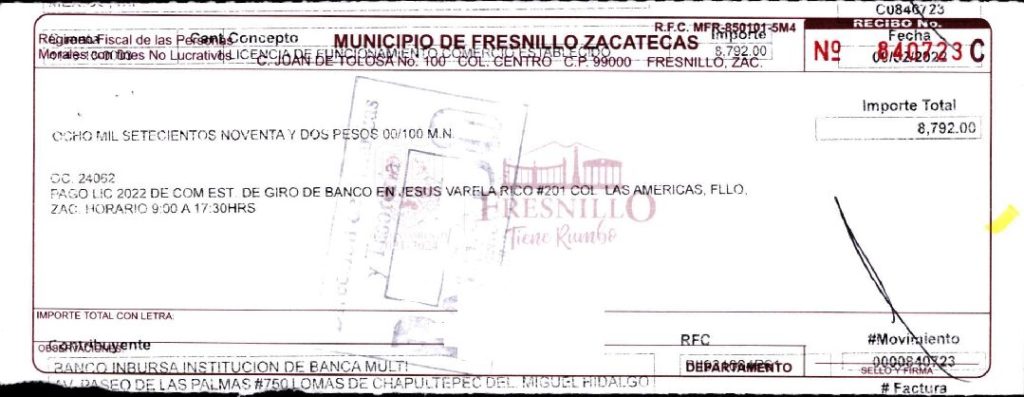 C0840723
R.F.C. MFR-850101-5M4
RECIBO No.
Régimen Fiscal de las Personas
Morales con fines No Lucrativos
Cuenta Cant Concepto Importe Fecha
MUNICIPIO DE FRESNILLO ZACATECAS
Nº 840723 C
1 LICENCIA DE FUNCIONAMIENTO COMERCIO ESTABLECIDO 8,792.00
C. JUAN DE TOLOSA No. 100 COL. CENTRO C.P. 99000 FRESNILLO, ZAC.
Importe Total
8,792.00
OCHO MIL SETECIENTOS NOVENTA Y DOS PESOS 00/100 M.N.
OC. 24062
PAGO LIC 2022 DE COM EST. DE GIRO DE BANCO EN JESUS VARELA RICO #201 COL LAS AMERICAS, FLLO,
ZAC. HORARIO 9:00 A 17:30HRS
FRESNILLO
Tiene Rumbo
IMPORTE TOTAL CON LETRA:
Contribuyente RFC #Movimiento
OBSERVACIONES:
BANCO INBURSA INSTITUCION DE BANCA MULTI
DEPARTAMENTO
0000840723
SELLO Y FIRMA
AV. PASEO DE LAS PALMAS #750 LOMAS DE CHAPULTEPEC DEL MIGUEL HIDALGO
# Factura